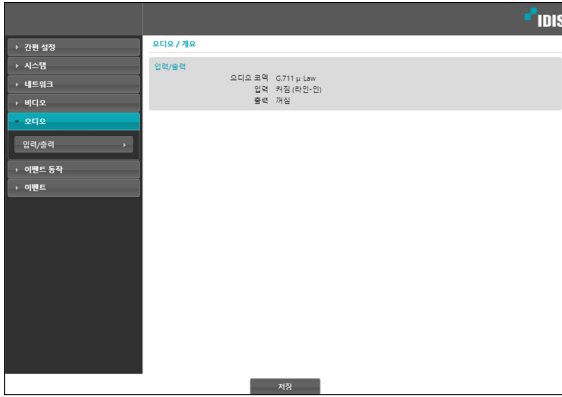 IDIS
간편 설정
시스템
네트워크
비디오
오디오
입력/출력
이벤트 동작
이벤트
오디오 / 개요
입력/출력
오디오 코덱 G.711 µ Law
입력 켜짐 (라인-인)
출력 꺼짐
저장